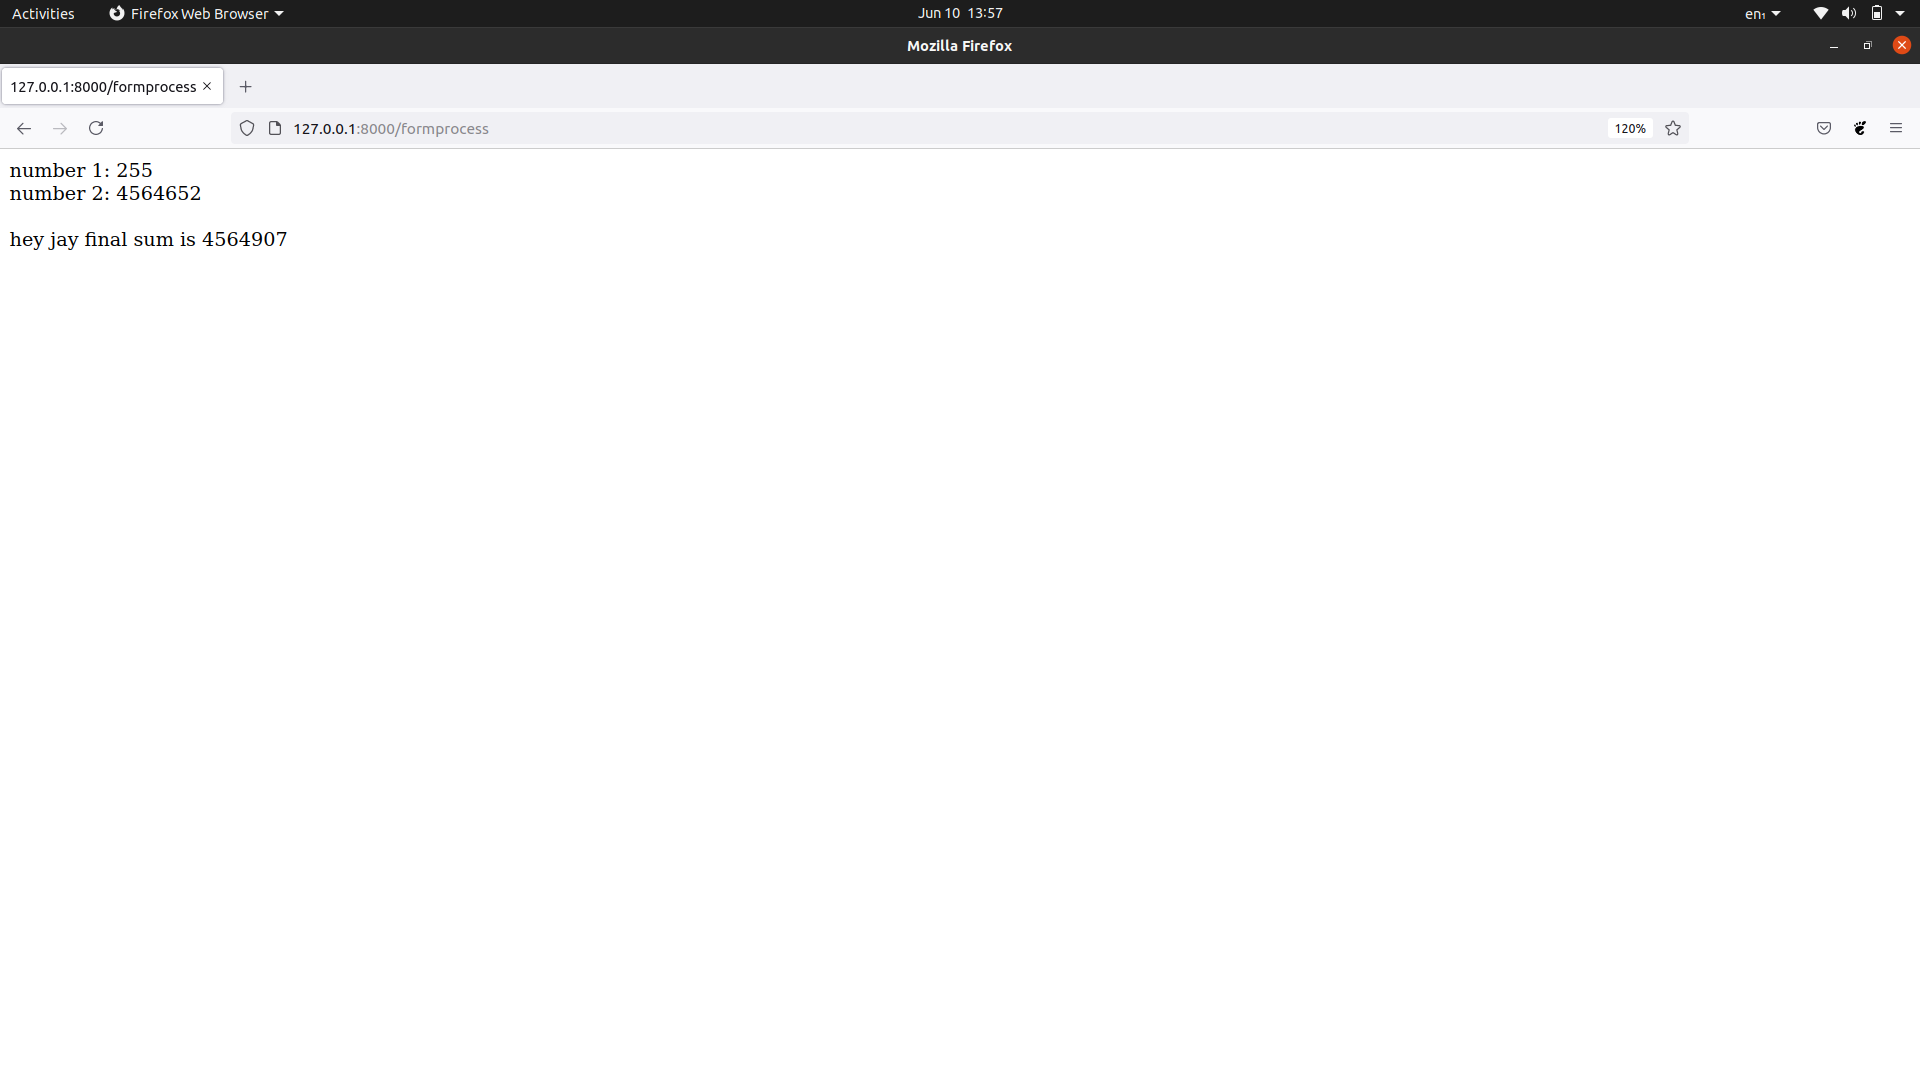 Activities Firefox Web Browser Jun 10 13:57 en₁
Mozilla Firefox
127.0.0.1:8000/formprocess
127.0.0.1:8000/formprocess 120%
number 1: 255
number 2: 4564652
hey jay final sum is 4564907